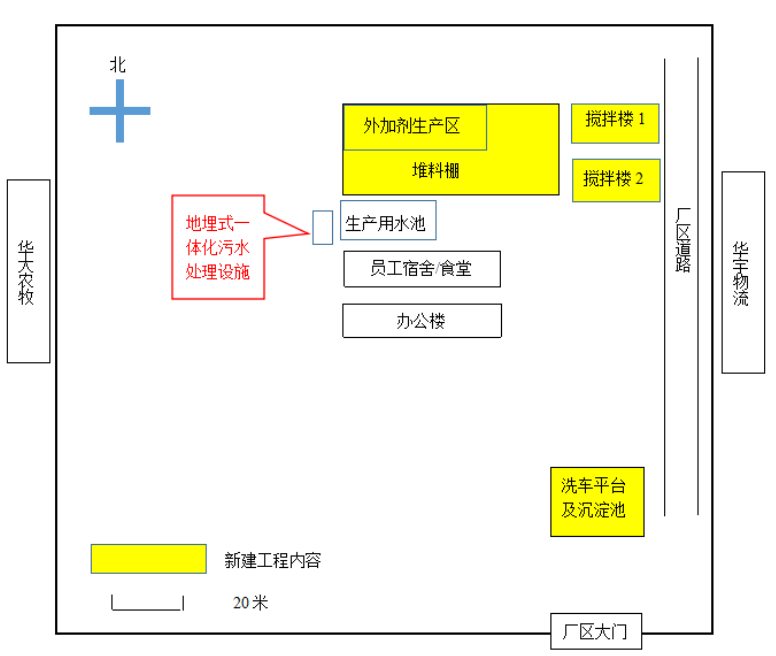 北
外加剂生产区
堆料棚
搅拌楼 1
搅拌楼 2
地埋式一
体化污水
处理设施
生产用水池
员工宿舍/食堂
办公楼
厂区道路
华大农牧
华宇物流
洗车平台
及沉淀池
新建工程内容
20 米
厂区大门